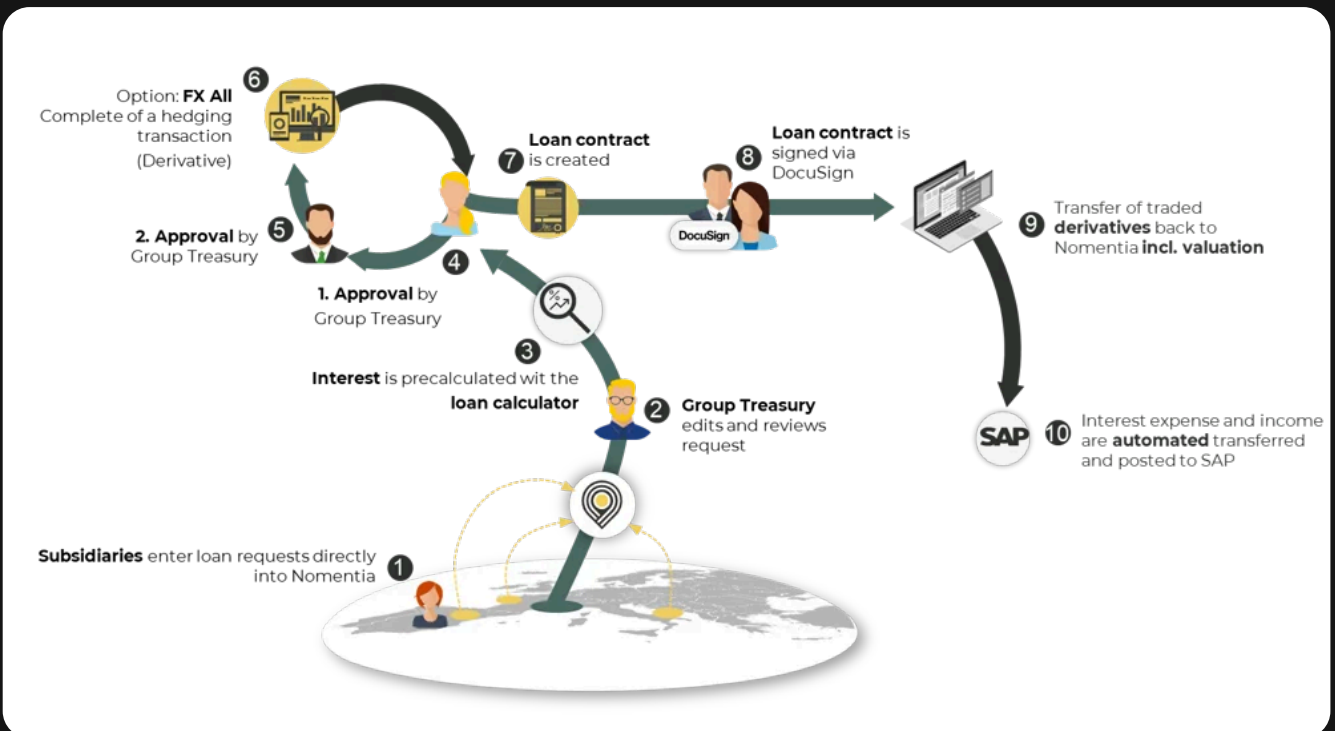 6
Option: FX All
Complete of a hedging
transaction
(Derivative)
5
2. Approval by
Group Treasury
4
1. Approval by
Group Treasury
7
Loan contract
is created
8
Loan contract is
signed via
DocuSign
DocuSign
9
Transfer of traded
derivatives back to
Nomentia incl. valuation
3
Interest is precalculated wit the
loan calculator
2
Group Treasury
edits and reviews
request
SAP
10
Interest expense and income
are automated transferred
and posted to SAP
Subsidiaries enter loan requests directly
into Nomentia
1